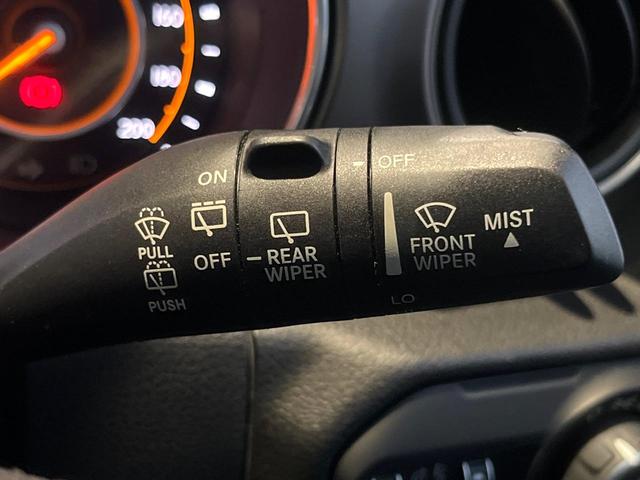 160
180
200
ON
OFF
PULL
OFF
REAR
WIPER
FRONT
WIPER
MIST
PUSH
LO